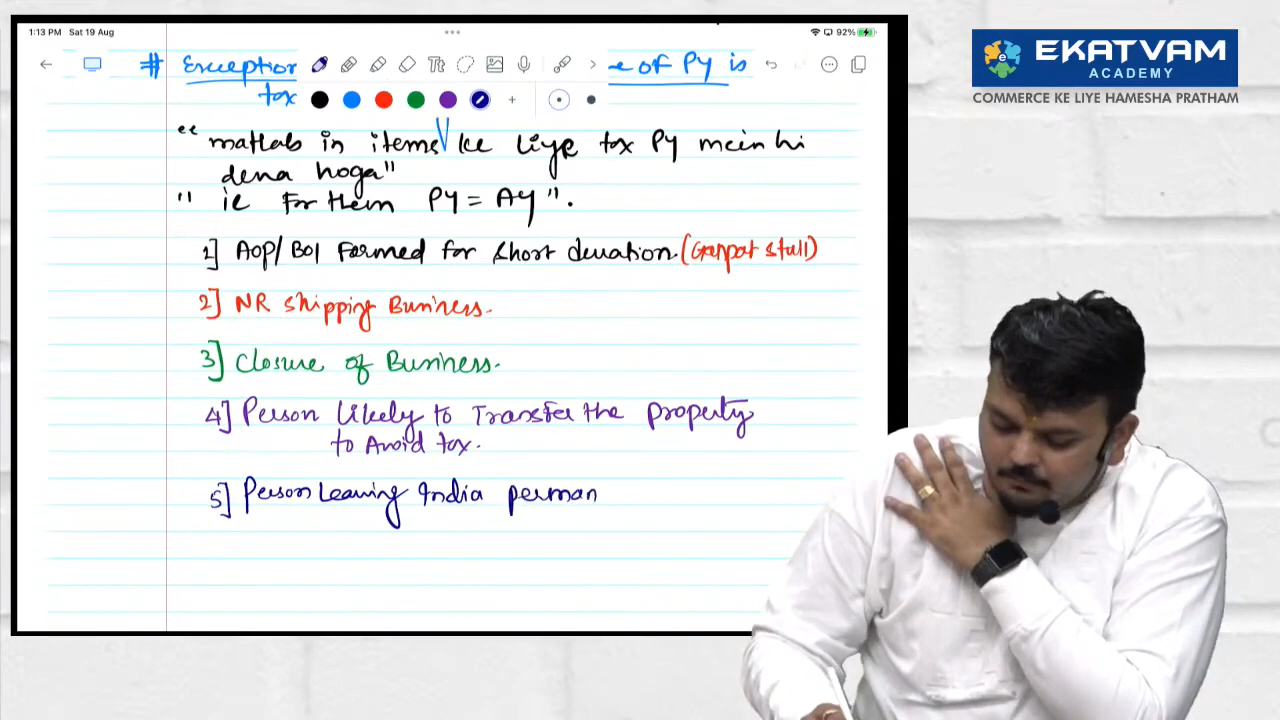 1:13 PM Sat 19 Aug
92%
# Exception e of Py is
tax
"matlab in items ke liye tax Py mein hi
dena hoga"
" ie For them PY = AY ".
1] AOP/BOI Formed for Short duration. (Ganpat Stall)
2] NR Shipping Business.
3] Closure of Business.
4] Person Likely to Transfer the property
to Avoid tax.
5] Person Leaving India perman
EKATVAM
ACADEMY
COMMERCE KE LIYE HAMESHA PRATHAM